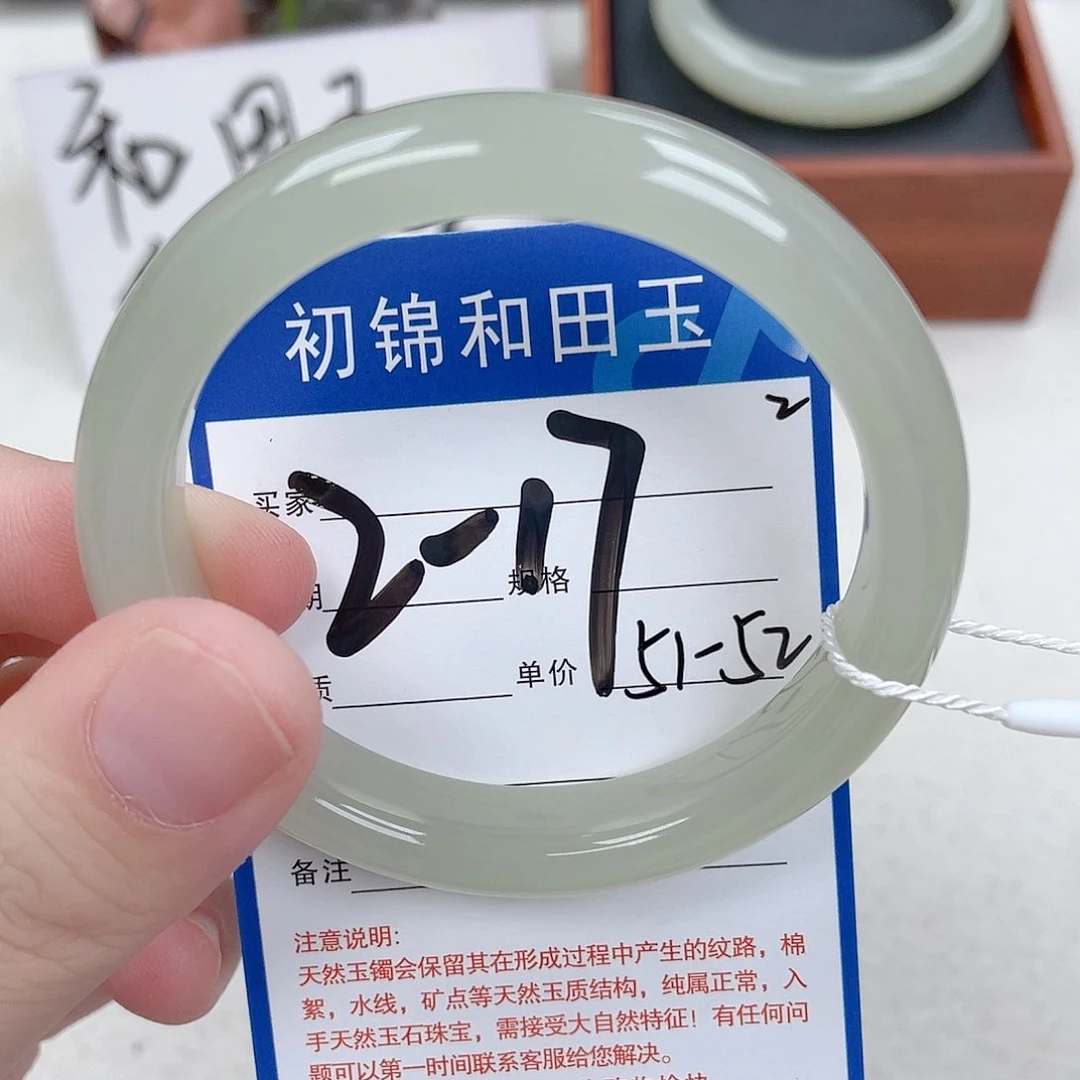 和田
初锦和田玉
2
买家
2-17
期 规格
质 单价 51-52
备注
注意说明:
天然玉镯会保留其在形成过程中产生的纹路，棉
絮，水线，矿点等天然玉质结构，纯属正常，入
手天然玉石珠宝，需接受大自然特征！有任何问
题可以第一时间联系客服给您解决。